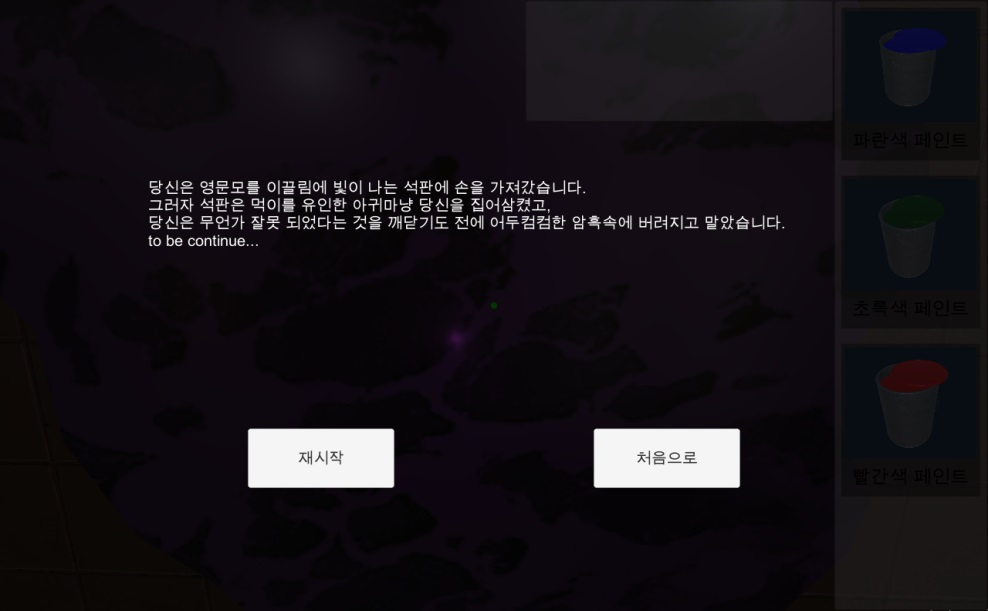 당신은 영문모를 이끌림에 빛이 나는 석판에 손을 가져갔습니다.
그러자 석판은 먹이를 유인한 아귀마냥 당신을 집어삼켰고,
당신은 무언가 잘못 되었다는 것을 깨닫기도 전에 어두컴컴한 암흑속에 버려지고 말았습니다.
to be continue...
재시작
처음으로
파란색 페인트
초록색 페인트
빨간색 페인트